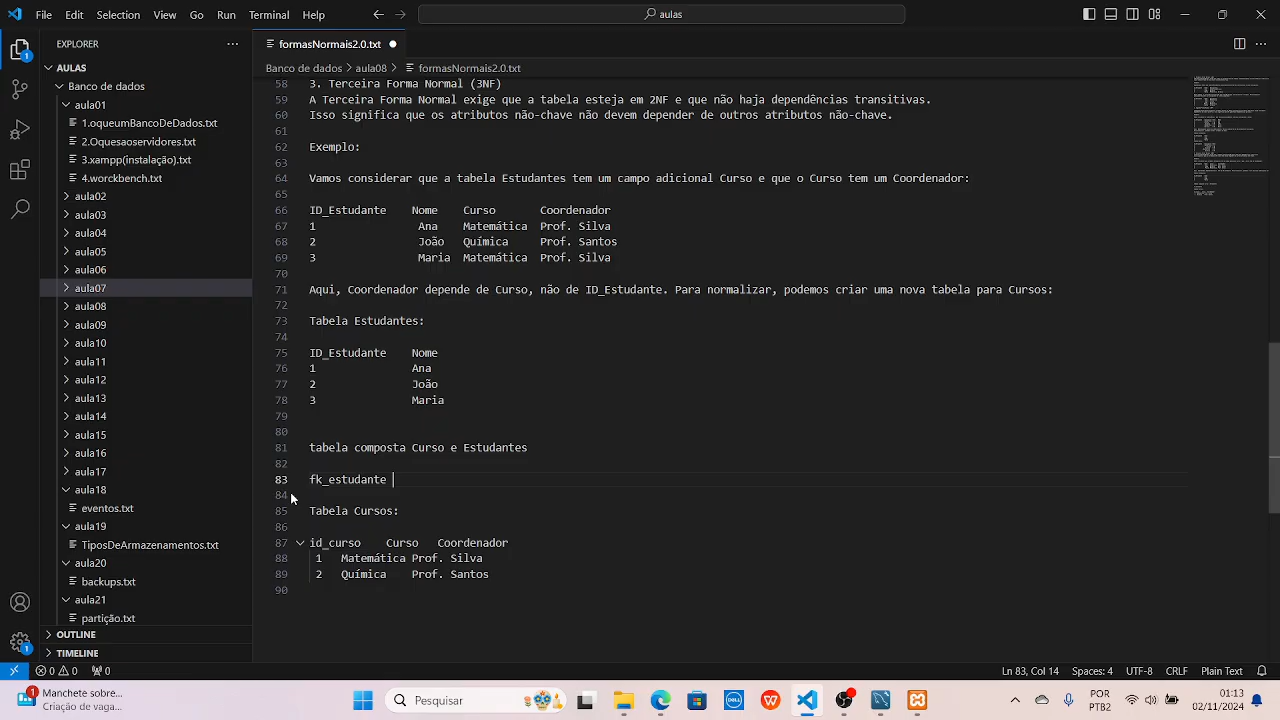 File Edit Selection View Go Run Terminal Help
aulas
EXPLORER
formasNormais2.0.txt
AULAS
Banco de dados > aula08 > formasNormais2.0.txt
Banco de dados
aula01
1.oqueumBancoDeDados.txt
2.Oquesaoservidores.txt
3.xampp(instalação).txt
4.worckbench.txt
aula02
aula03
aula04
aula05
aula06
aula07
aula08
aula09
aula10
aula11
aula12
aula13
aula14
aula15
aula16
aula17
aula18
eventos.txt
aula19
TiposDeArmazenamentos.txt
aula20
backups.txt
aula21
partição.txt
OUTLINE
TIMELINE
58 3. Terceira Forma Normal (3NF)
59 A Terceira Forma Normal exige que a tabela esteja em 2NF e que não haja dependências transitivas.
60 Isso significa que os atributos não-chave não devem depender de outros atributos não-chave.
61
62 Exemplo:
63
64 Vamos considerar que a tabela Estudantes tem um campo adicional Curso e que o Curso tem um Coordenador:
65
66 ID_Estudante Nome Curso Coordenador
67 1 Ana Matemática Prof. Silva
68 2 João Química Prof. Santos
69 3 Maria Matemática Prof. Silva
70
71 Aqui, Coordenador depende de Curso, não de ID_Estudante. Para normalizar, podemos criar uma nova tabela para Cursos:
72
73 Tabela Estudantes:
74
75 ID_Estudante Nome
76 1 Ana
77 2 João
78 3 Maria
79
80
81 tabela composta Curso e Estudantes
82
83 fk_estudante
84
85 Tabela Cursos:
86
87 id_curso Curso Coordenador
88 1 Matemática Prof. Silva
89 2 Química Prof. Santos
90
0 0 0
Ln 83, Col 14 Spaces: 4 UTF-8 CRLF Plain Text
1 Manchete sobre...
Criação de vaga...
Pesquisar
DELL
POR
PTB2
01:13
02/11/2024